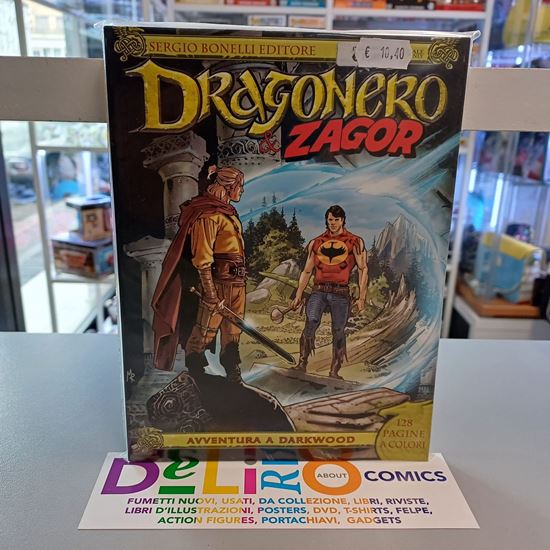 SERGIO BONELLI EDITORE
€ 10,40
DRAGONERO
& ZAGOR
128
PAGINE
A COLORI
AVVENTURA A DARKWOOD
DeLiRiO ABOUT COMICS
FUMETTI NUOVI, USATI, DA COLLEZIONE, LIBRI, RIVISTE,
LIBRI D'ILLUSTRAZIONI, POSTERS, DVD, T-SHIRTS, FELPE,
ACTION FIGURES, PORTACHIAVI, GADGETS